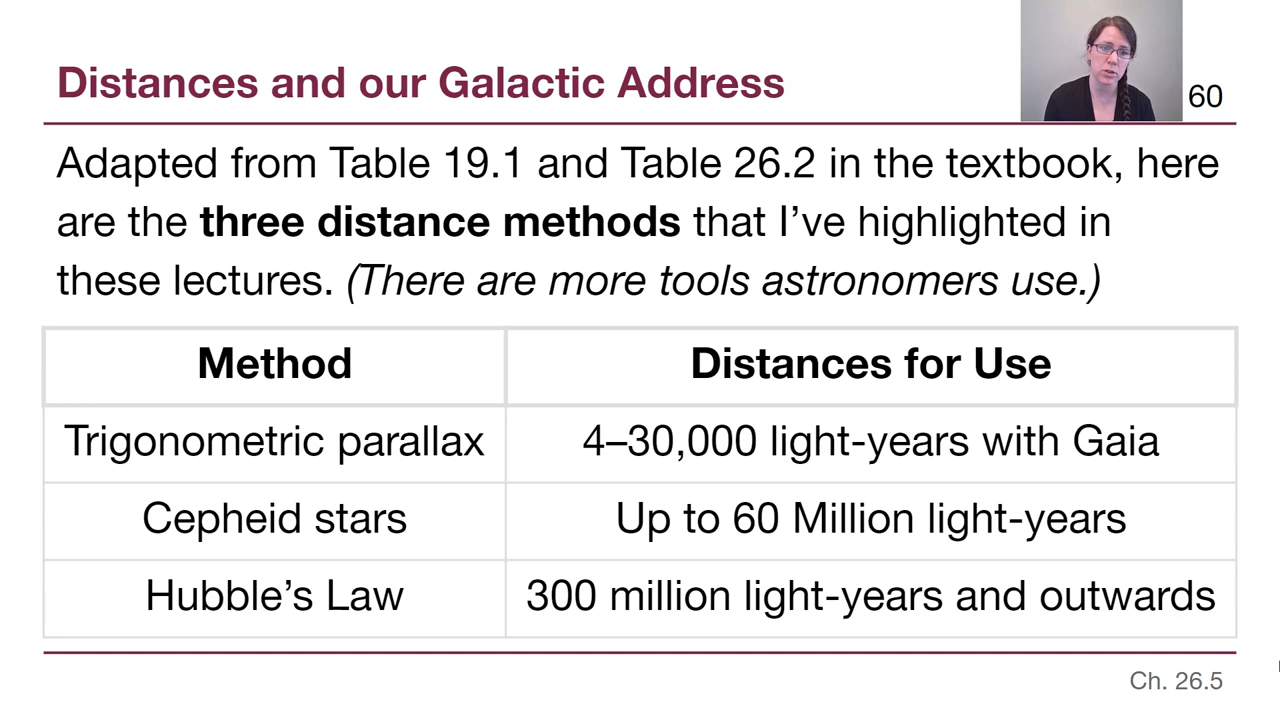 Distances and our Galactic Address
60
Adapted from Table 19.1 and Table 26.2 in the textbook, here
are the three distance methods that I’ve highlighted in
these lectures. (There are more tools astronomers use.)
Method Distances for Use
Trigonometric parallax 4–30,000 light-years with Gaia
Cepheid stars Up to 60 Million light-years
Hubble’s Law 300 million light-years and outwards
Ch. 26.5